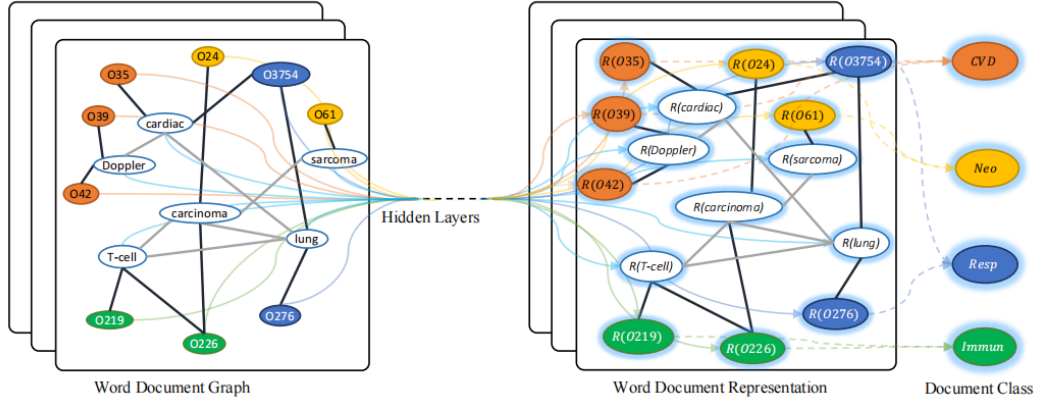 O24
O35
O3754
O39
O61
cardiac
Doppler
sarcoma
O42
carcinoma
lung
T-cell
O219
O276
O226
Hidden Layers
R(O35)
R(O24)
R(O3754)
R(cardiac)
R(O39)
R(O61)
R(Doppler)
R(sarcoma)
R(O42)
R(carcinoma)
R(lung)
R(T-cell)
R(O276)
R(O219)
R(O226)
CVD
Neo
Resp
Immun
Word Document Graph
Word Document Representation
Document Class